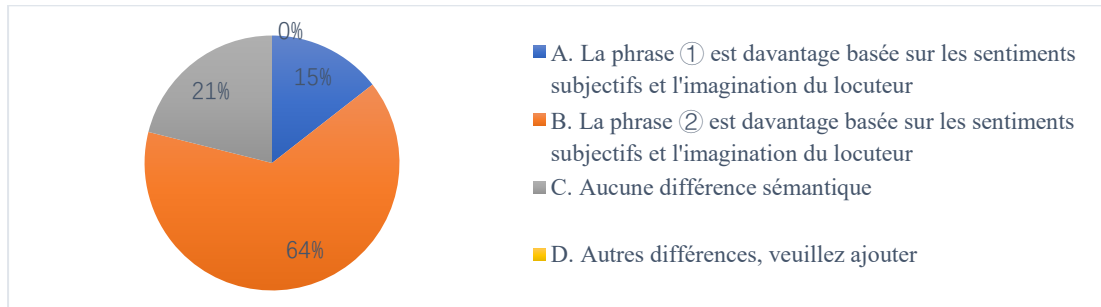 0%
15%
21%
64%
A. La phrase ① est davantage basée sur les sentiments
subjectifs et l'imagination du locuteur
B. La phrase ② est davantage basée sur les sentiments
subjectifs et l'imagination du locuteur
C. Aucune différence sémantique
D. Autres différences, veuillez ajouter